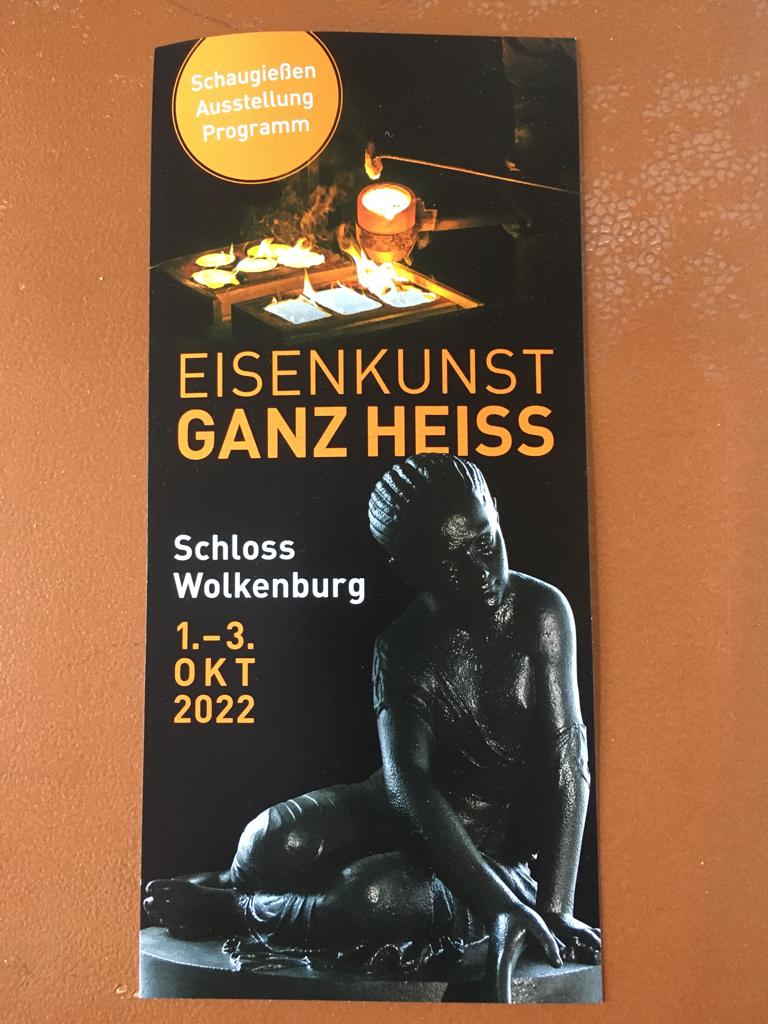 Schaugießen
Ausstellung
Programm
EISENKUNST
GANZ HEISS
Schloss
Wolkenburg
1.–3.
OKT
2022